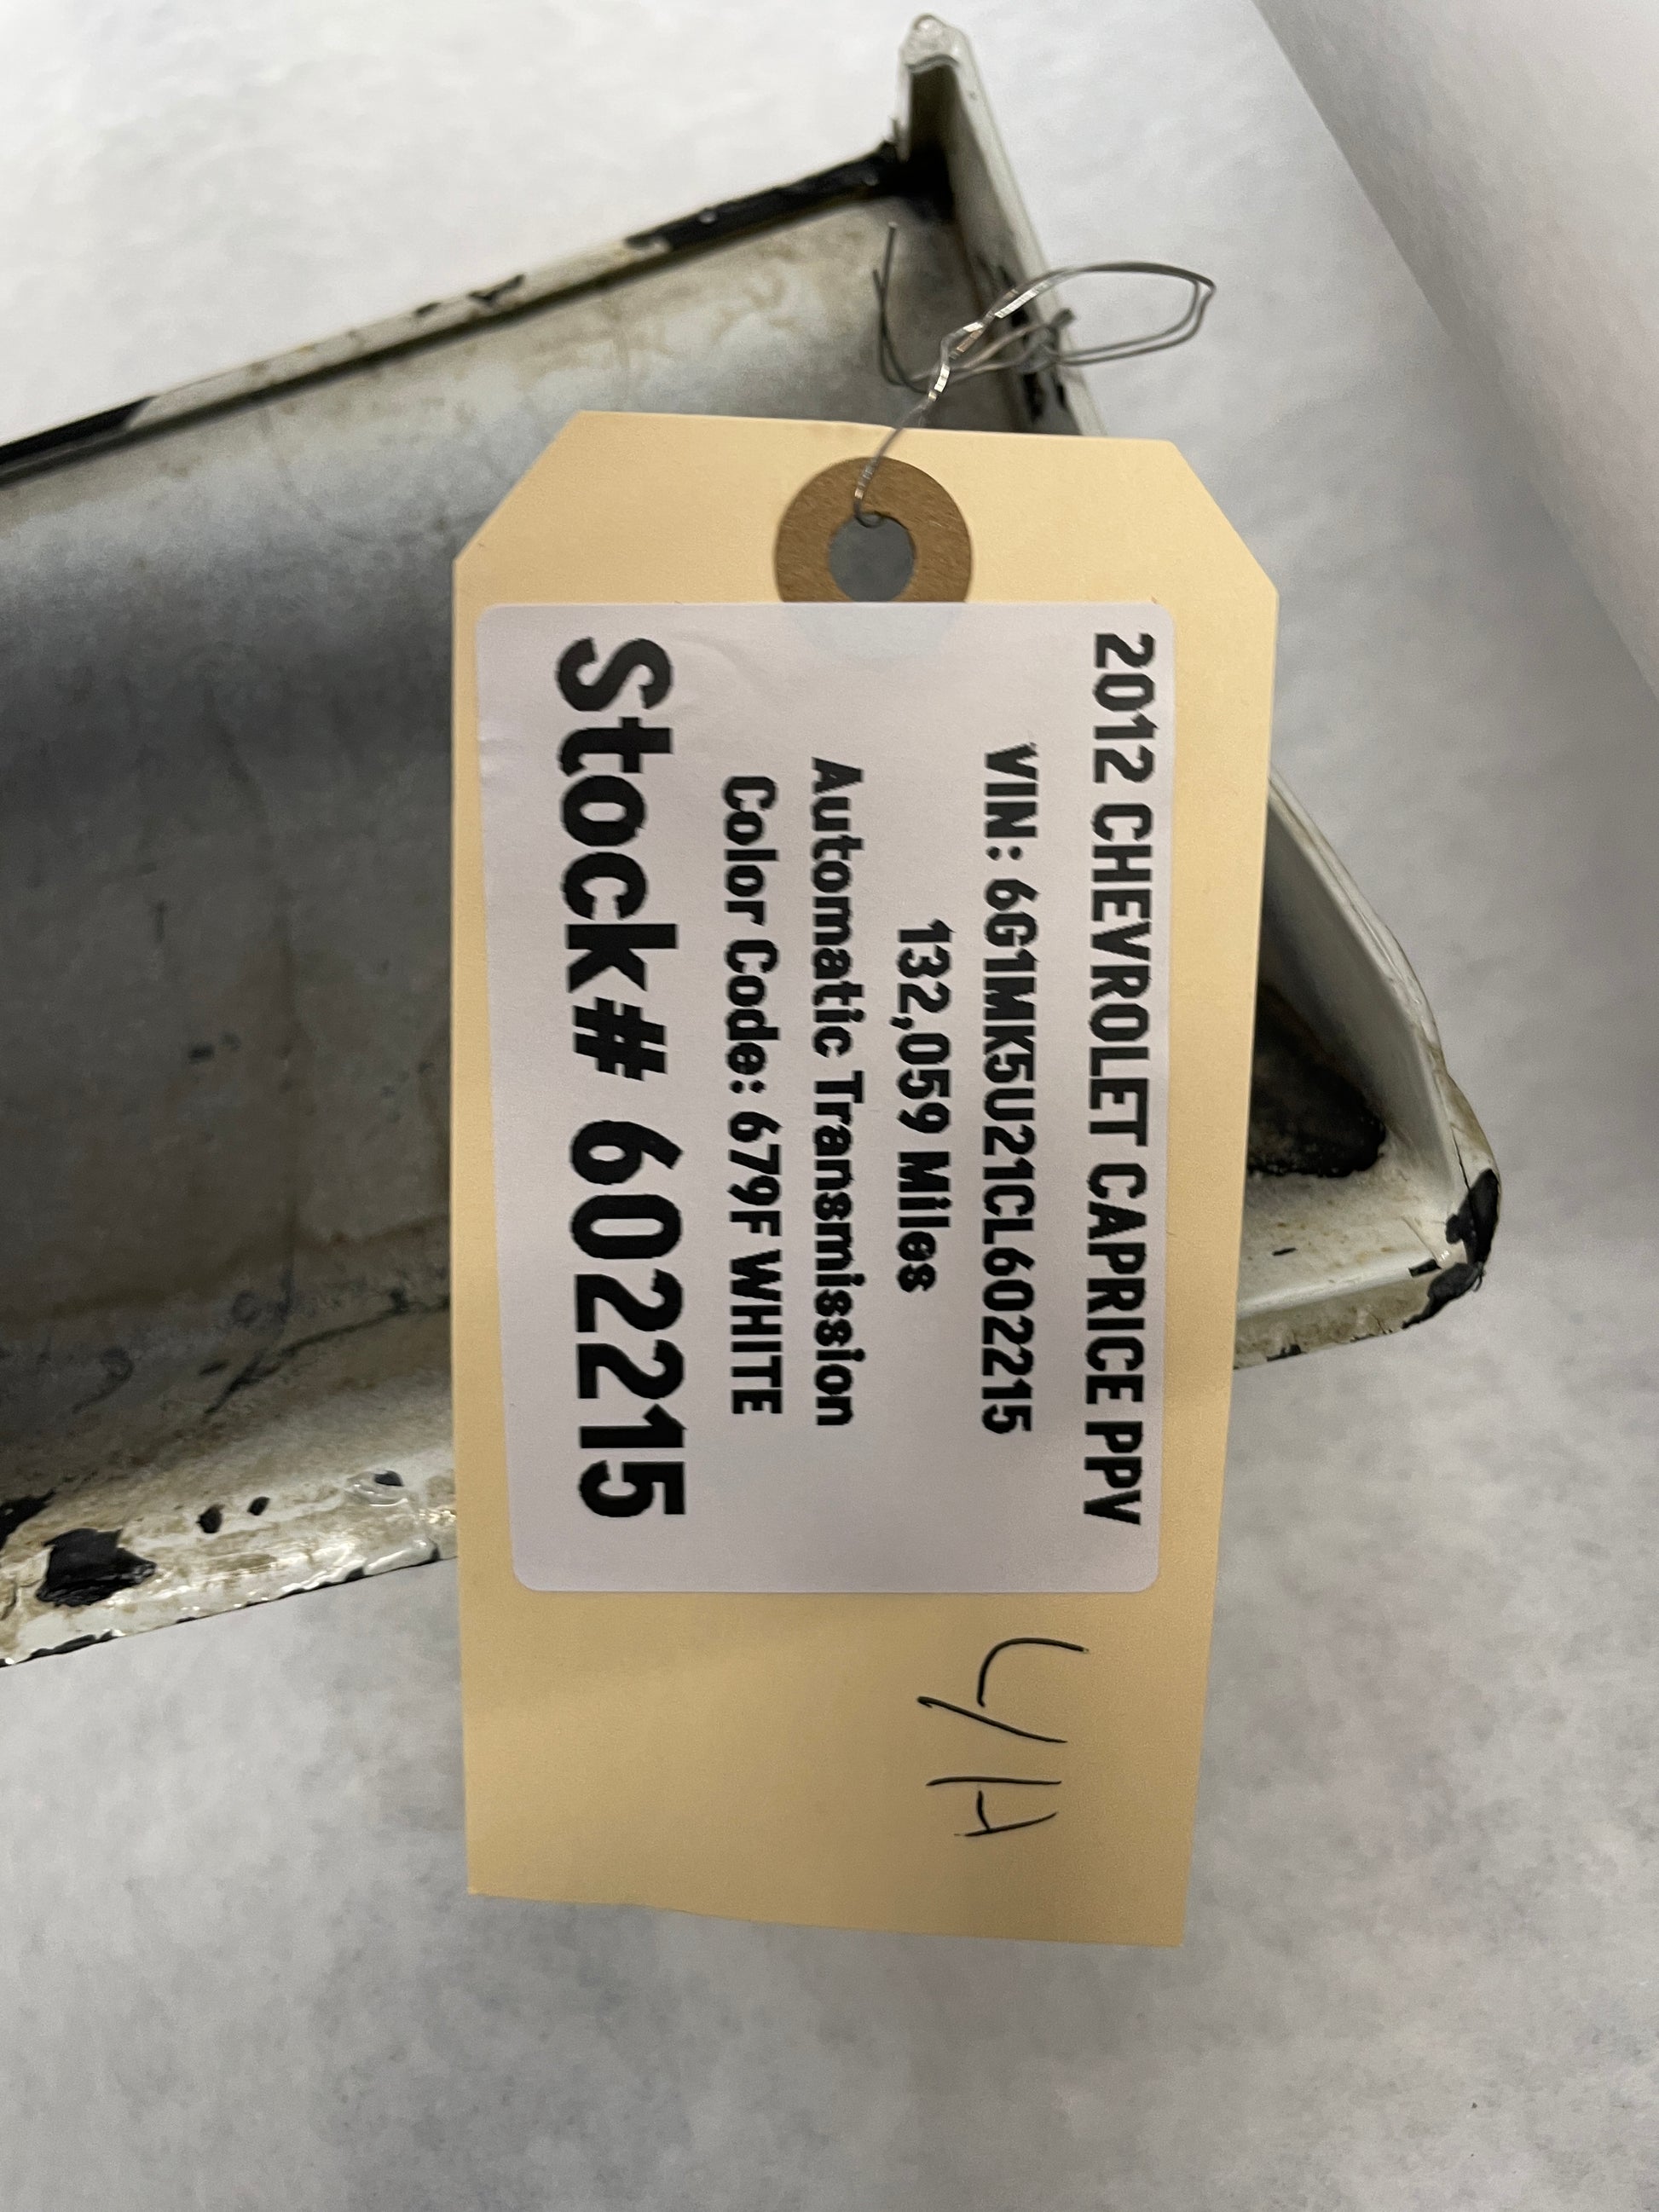 2012 CHEVROLET CAPRICE PPV
VIN: 6G1MK5U21CL602215
132,059 Miles
Automatic Transmission
Color Code: 679F WHITE
Stock# 602215